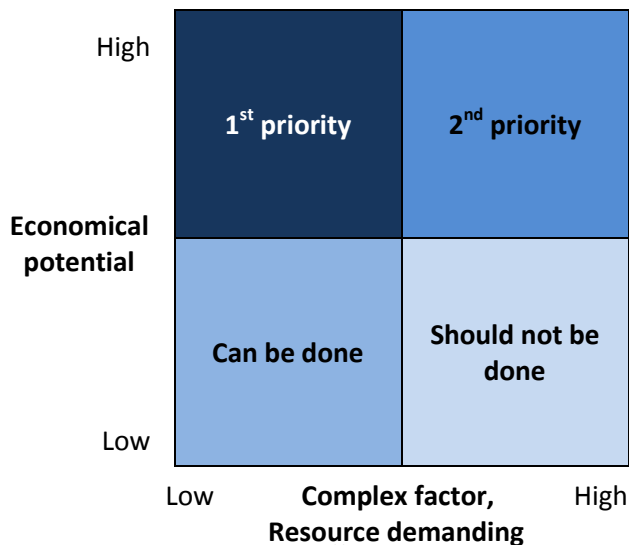 High
1st priority
2nd priority
Economical
potential
Can be done
Should not be
done
Low
Low
Complex factor,
High
Resource demanding